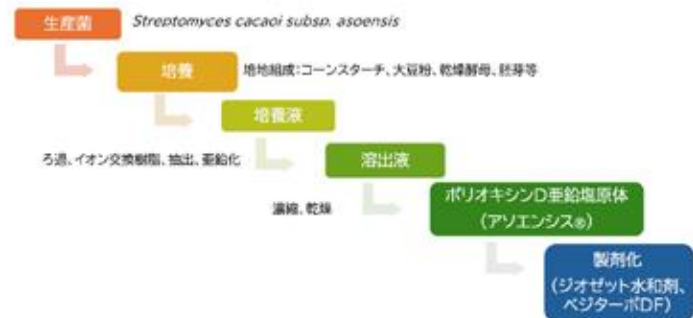 生産菌 Streptomyces cacaoi subsp. asoensis
培養 培地組成:コーンスターチ、大豆粉、乾燥酵母、胚芽等
培養液
ろ過、イオン交換樹脂、抽出、亜鉛化 溶出液
濃縮、乾燥 ポリオキシンD亜鉛塩原体
(アソエンシス®)
製剤化
(ジオゼット水和剤、
ベジターボDF)